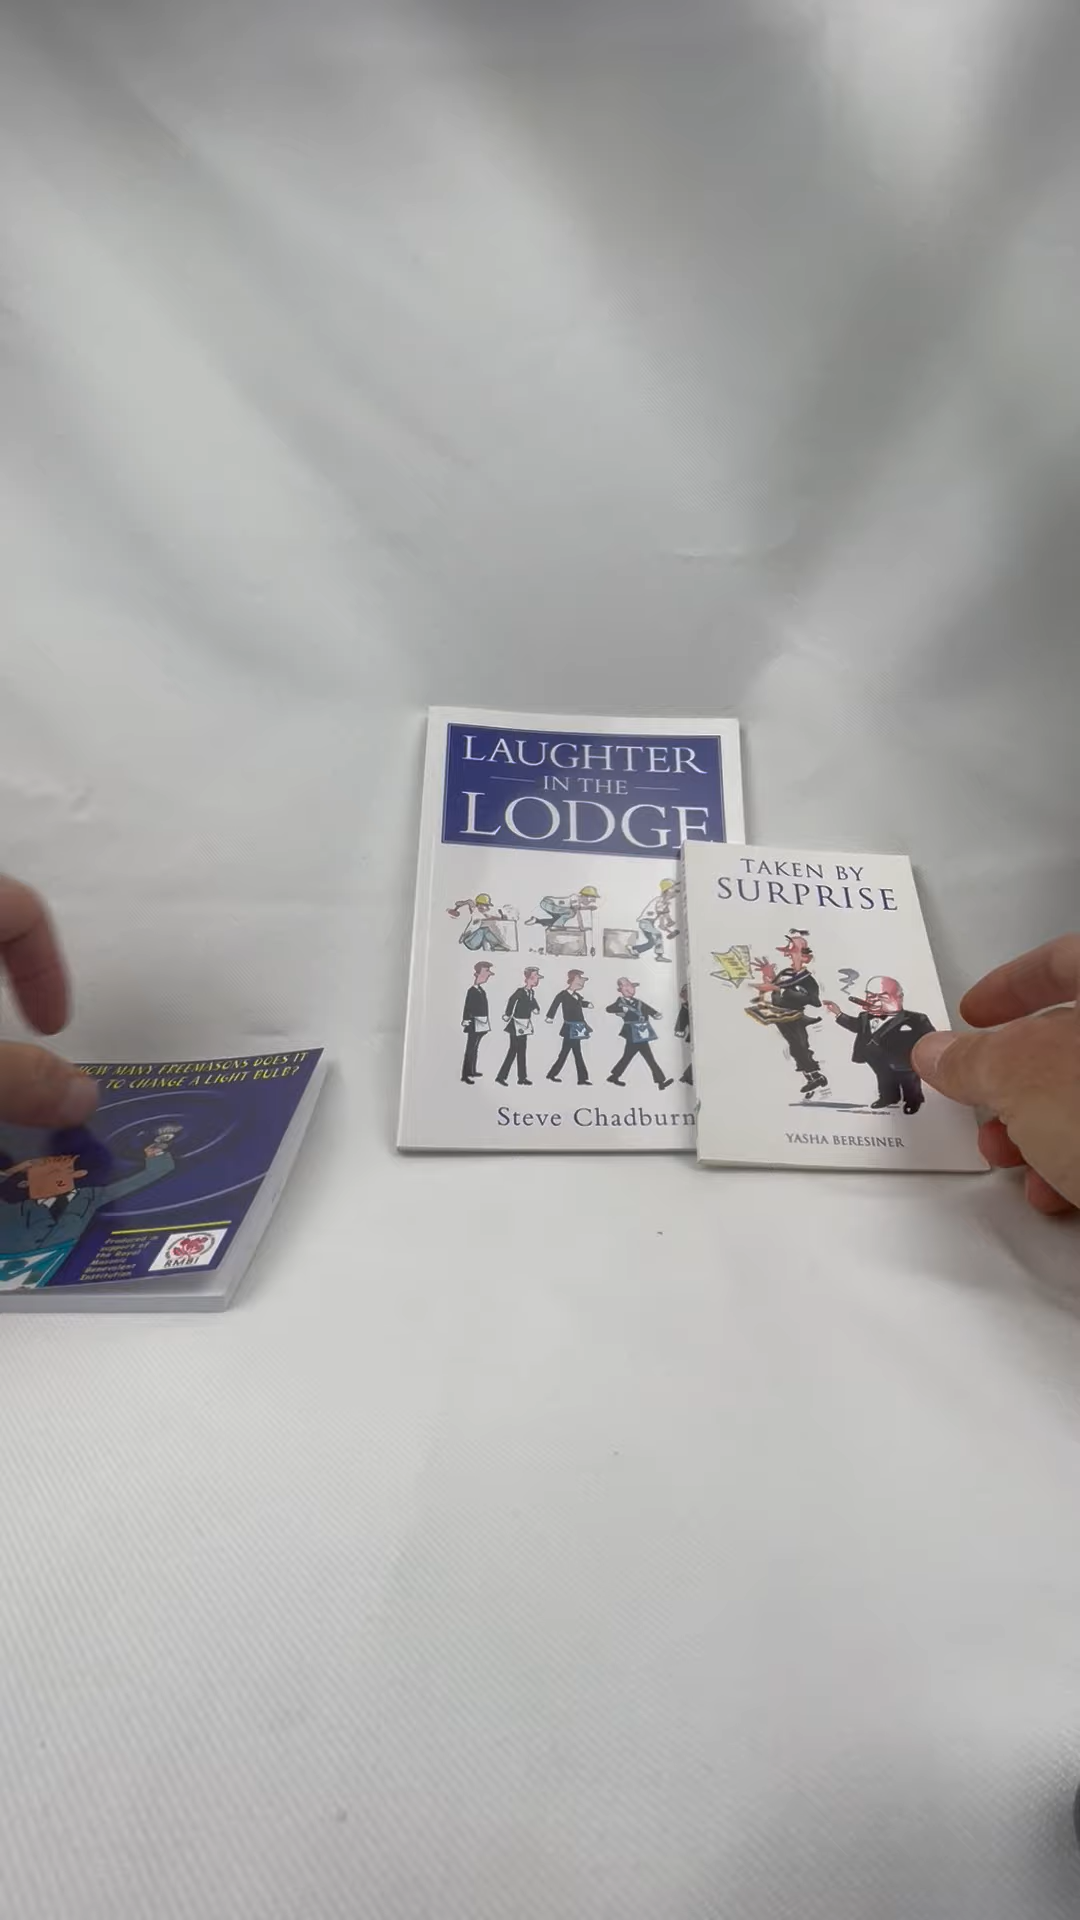 LAUGHTER
IN THE
LODGE
Steve Chadburn
TAKEN BY
SURPRISE
YASHA BERESINER
HOW MANY FREEMASONS DOES IT
TO CHANGE A LIGHT BULB?
Produced in
support of
the Royal
Masonic
Benevolent
Institution
RMBI